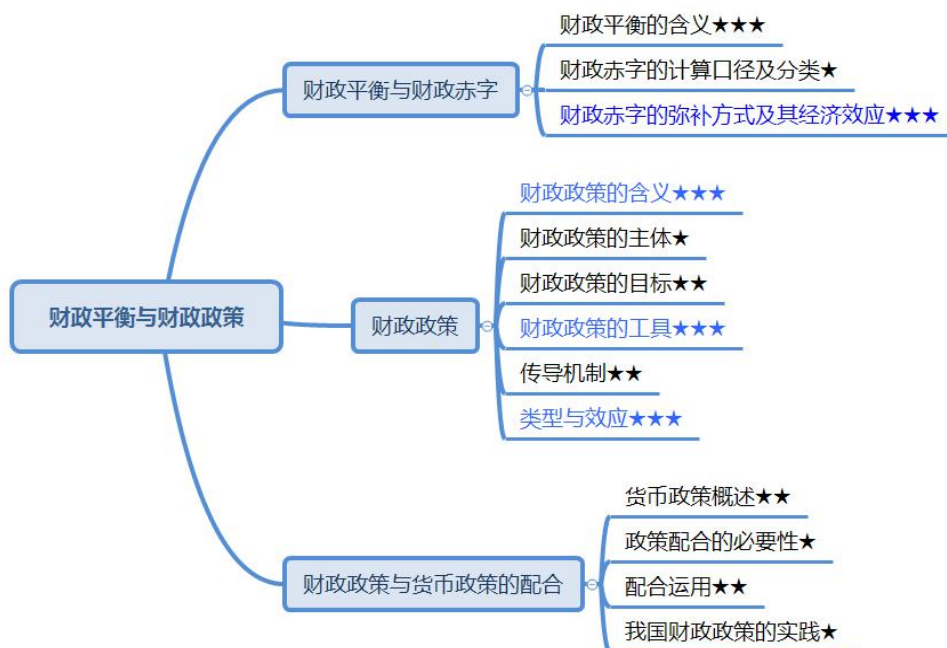 财政平衡与财政政策
财政平衡与财政赤字
财政平衡的含义★★★
财政赤字的计算口径及分类★
财政赤字的弥补方式及其经济效应★★★
财政政策
财政政策的含义★★★
财政政策的主体★
财政政策的目标★★
财政政策的工具★★★
传导机制★★
类型与效应★★★
财政政策与货币政策的配合
货币政策概述★★
政策配合的必要性★
配合运用★★
我国财政政策的实践★